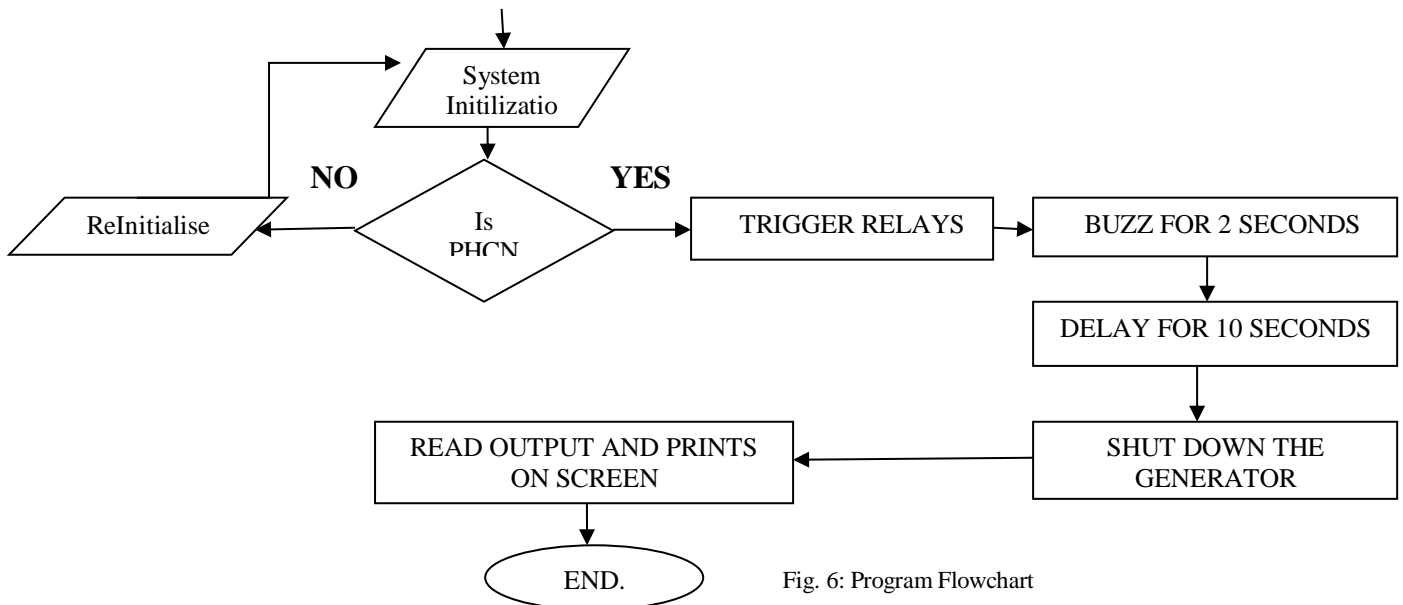 System
Initilizatio
NO
YES
ReInitialise
Is
PHCN
TRIGGER RELAYS
BUZZ FOR 2 SECONDS
DELAY FOR 10 SECONDS
READ OUTPUT AND PRINTS
ON SCREEN
SHUT DOWN THE
GENERATOR
END.
Fig. 6: Program Flowchart